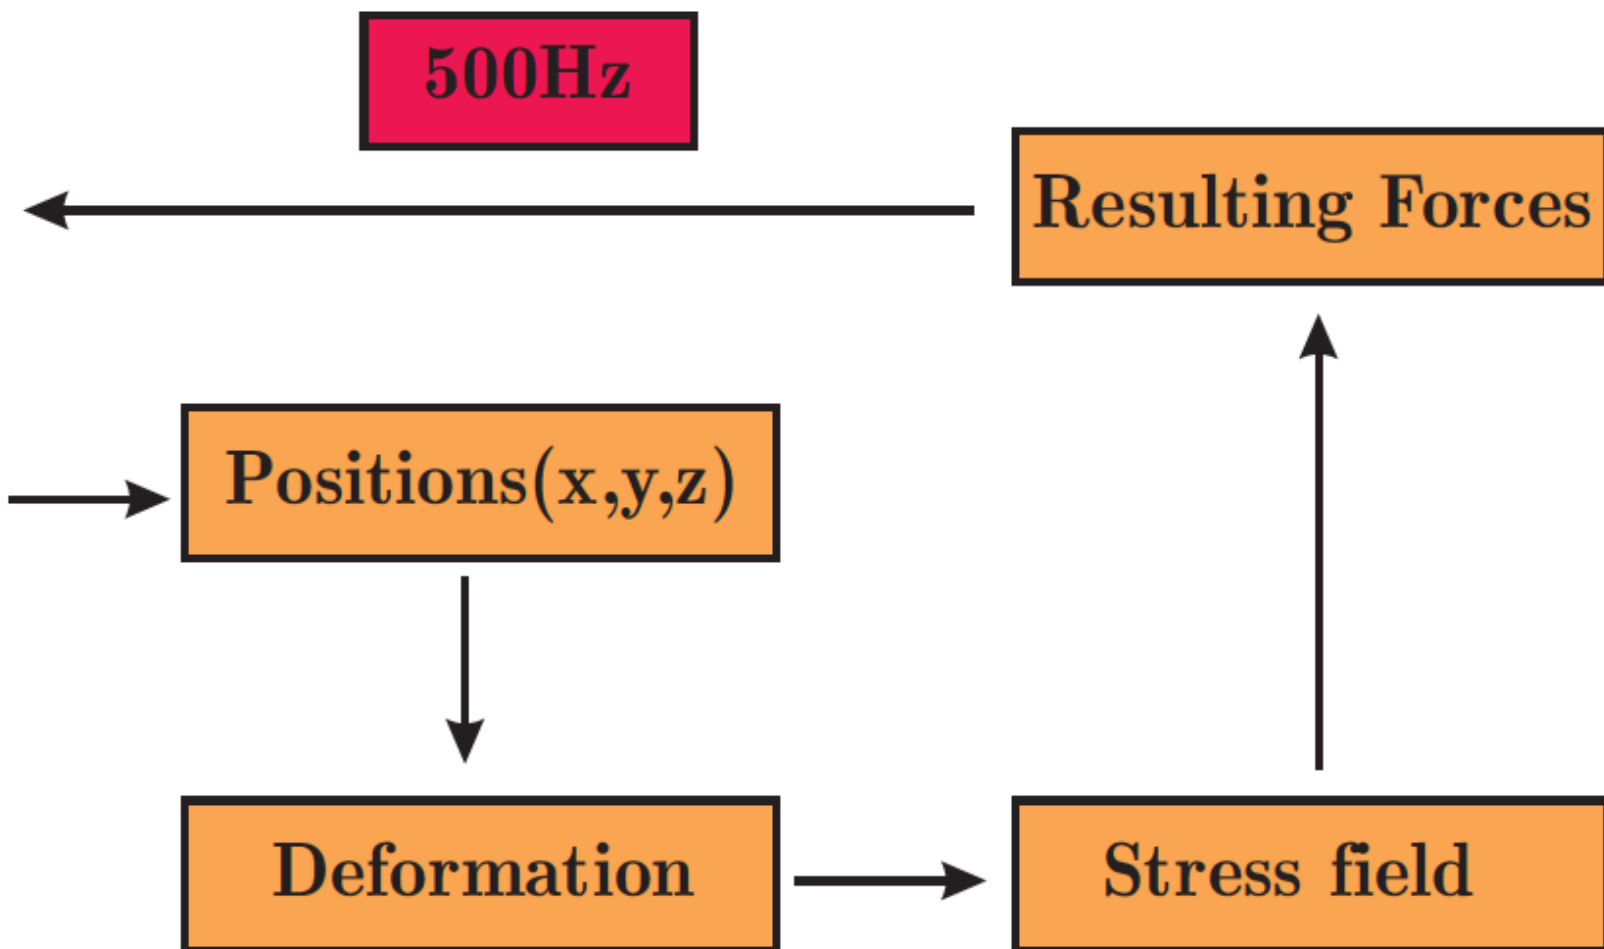 500Hz
Resulting Forces
Positions(x,y,z)
Deformation
Stress field